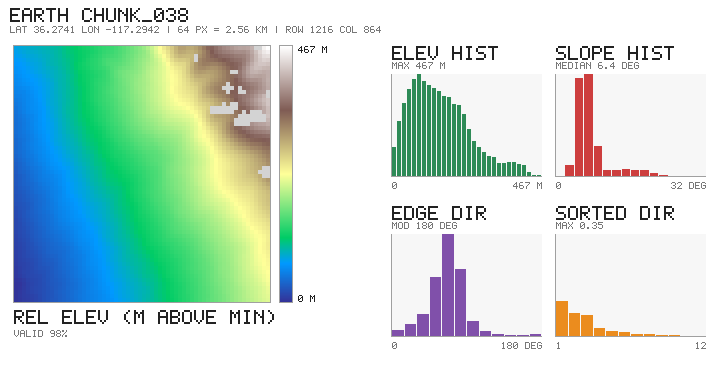 EARTH CHUNK_038
LAT 36.2741 LON -117.2942 | 64 PX = 2.56 KM | ROW 1216 COL 864
467 M
0 M
REL ELEV (M ABOVE MIN)
VALID 98%
ELEV HIST
MAX 467 M
0 467 M
SLOPE HIST
MEDIAN 6.4 DEG
0 32 DEG
EDGE DIR
MOD 180 DEG
0 180 DEG
SORTED DIR
MAX 0.35
1 12